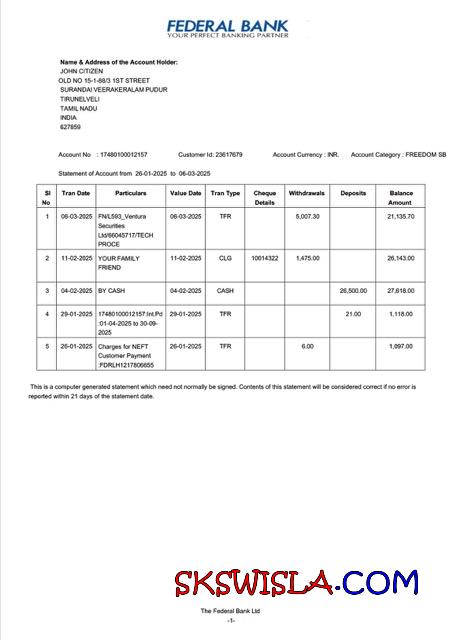 FEDERAL BANK
YOUR PERFECT BANKING PARTNER
Name & Address of the Account Holder:
JOHN CITIZEN
OLD NO 15-1-88/3 1ST STREET
SURANDAI VEERAKERALAM PUDUR
TIRUNELVELI
TAMIL NADU
INDIA
627859
Account No : 17480100012157 Customer Id: 23617679 Account Currency : INR. Account Category : FREEDOM SB
Statement of Account from 26-01-2025 to 06-03-2025
Sl No Tran Date Particulars Value Date Tran Type Cheque Details Withdrawals Deposits Balance Amount
1 06-03-2025 FN/L593_Ventura Securities Ltd/66045717/TECH PROCE 06-03-2025 TFR 5,007.30 21,135.70
2 11-02-2025 YOUR FAMILY FRIEND 11-02-2025 CLG 10014322 1,475.00 26,143.00
3 04-02-2025 BY CASH 04-02-2025 CASH 26,500.00 27,618.00
4 29-01-2025 17480100012157:Int.Pd :01-04-2025 to 30-09-2025 29-01-2025 TFR 21.00 1,118.00
5 26-01-2025 Charges for NEFT Customer Payment :FDRLH1217806655 26-01-2025 TFR 6.00 1,097.00
This is a computer generated statement which need not normally be signed. Contents of this statement will be considered correct if no error is
reported within 21 days of the statement date.
SKSWISLA.COM
The Federal Bank Ltd
-1-